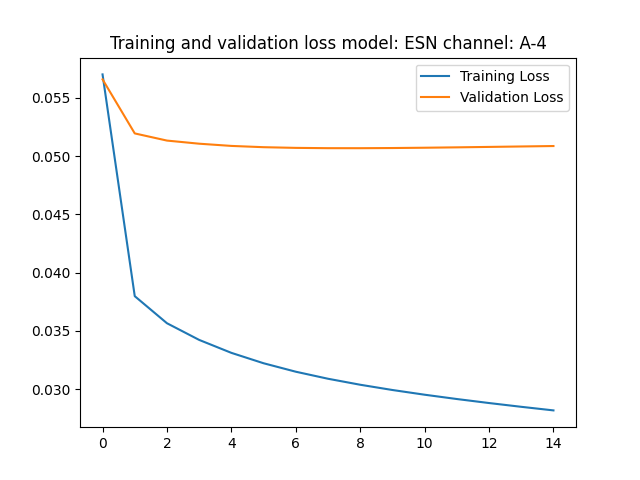 Training and validation loss model: ESN channel: A-4
Training Loss
Validation Loss
0.055
0.050
0.045
0.040
0.035
0.030
0 2 4 6 8 10 12 14